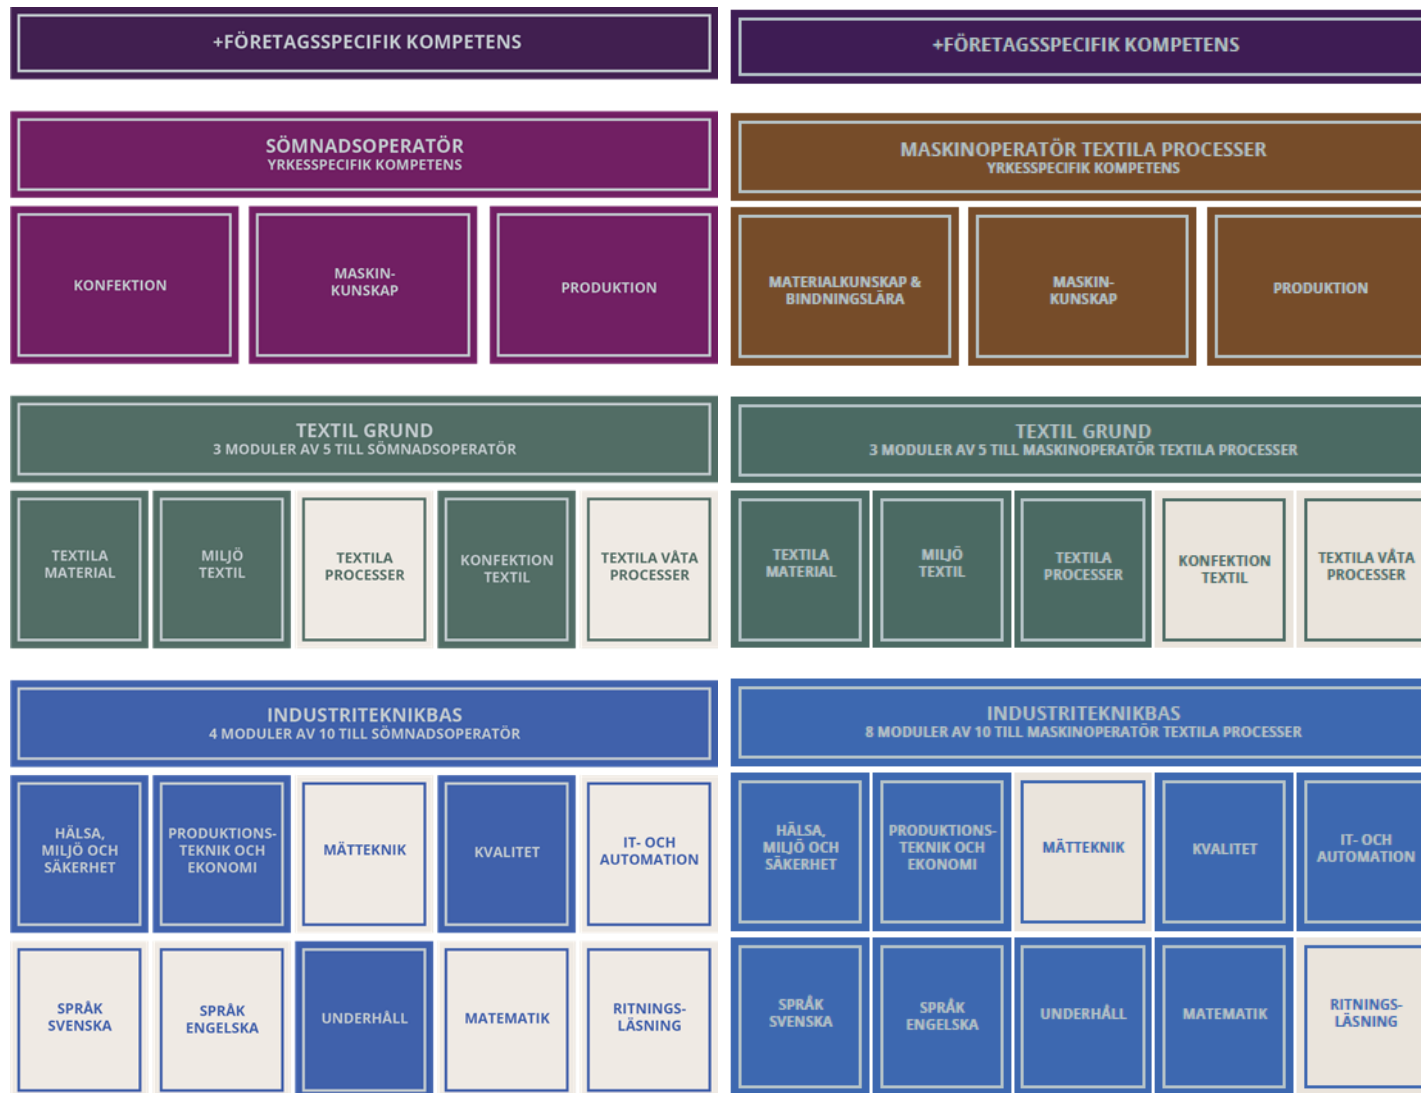 +FÖRETAGSSPECIFIK KOMPETENS
SÖMNADSOPERATÖR
YRKESSPECIFIK KOMPETENS
KONFEKTION
MASKIN-
KUNSKAP
PRODUKTION
TEXTIL GRUND
3 MODULER AV 5 TILL SÖMNADSOPERATÖR
TEXTILA
MATERIAL
MILJÖ
TEXTIL
TEXTILA
PROCESSER
KONFEKTION
TEXTIL
TEXTILA VÅTA
PROCESSER
INDUSTRITEKNIKBAS
4 MODULER AV 10 TILL SÖMNADSOPERATÖR
HÄLSA,
MILJÖ OCH
SÄKERHET
PRODUKTIONS-
TEKNIK OCH
EKONOMI
MÄTTEKNIK
KVALITET
IT- OCH
AUTOMATION
SPRÅK
SVENSKA
SPRÅK
ENGELSKA
UNDERHÅLL
MATEMATIK
RITNINGS-
LÄSNING
+FÖRETAGSSPECIFIK KOMPETENS
MASKINOPERATÖR TEXTILA PROCESSER
YRKESSPECIFIK KOMPETENS
MATERIALKUNSKAP &
BINDNINGSLÄRA
MASKIN-
KUNSKAP
PRODUKTION
TEXTIL GRUND
3 MODULER AV 5 TILL MASKINOPERATÖR TEXTILA PROCESSER
TEXTILA
MATERIAL
MILJÖ
TEXTIL
TEXTILA
PROCESSER
KONFEKTION
TEXTIL
TEXTILA VÅTA
PROCESSER
INDUSTRITEKNIKBAS
8 MODULER AV 10 TILL MASKINOPERATÖR TEXTILA PROCESSER
HÄLSA,
MILJÖ OCH
SÄKERHET
PRODUKTIONS-
TEKNIK OCH
EKONOMI
MÄTTEKNIK
KVALITET
IT- OCH
AUTOMATION
SPRÅK
SVENSKA
SPRÅK
ENGELSKA
UNDERHÅLL
MATEMATIK
RITNINGS-
LÄSNING